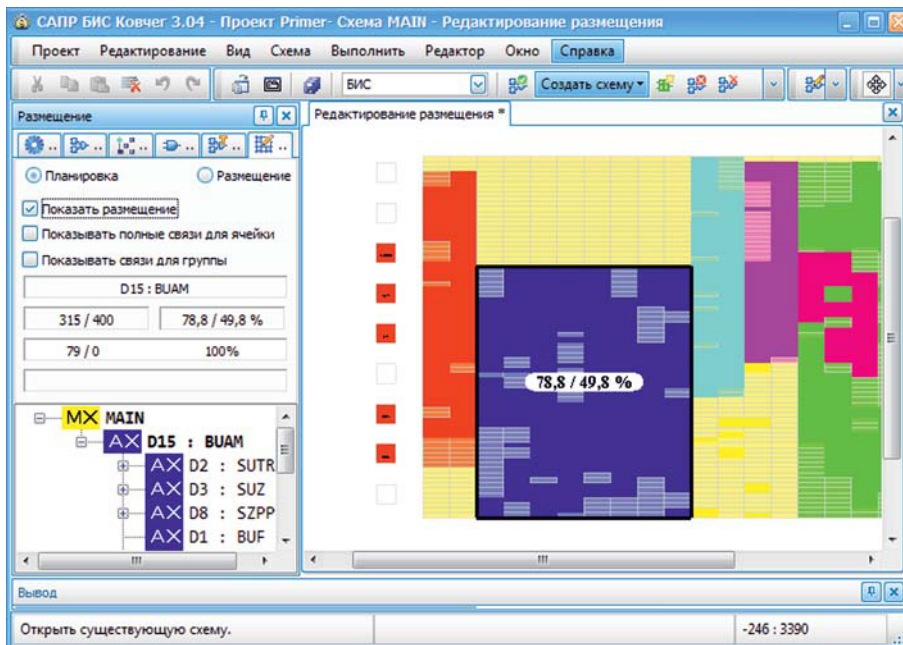 САПР БИС Ковчег 3.04 - Проект Primer- Схема MAIN - Редактирование размещения
Проект Редактирование Вид Схема Выполнить Редактор Окно Справка
БИС Создать схему
Размещение
Редактирование размещения *
Планировка Размещение
Показать размещение
Показывать полные связи для ячейки
Показывать связи для группы
D15 : BUAM
315 / 400 78,8 / 49,8 %
79 / 0 100%
78,8 / 49,8 %
MX MAIN
AX D15 : BUAM
AX D2 : SUTR
AX D3 : SUZ
AX D8 : SZPP
AX D1 : BUF
Вывод
Открыть существующую схему. -246 : 3390